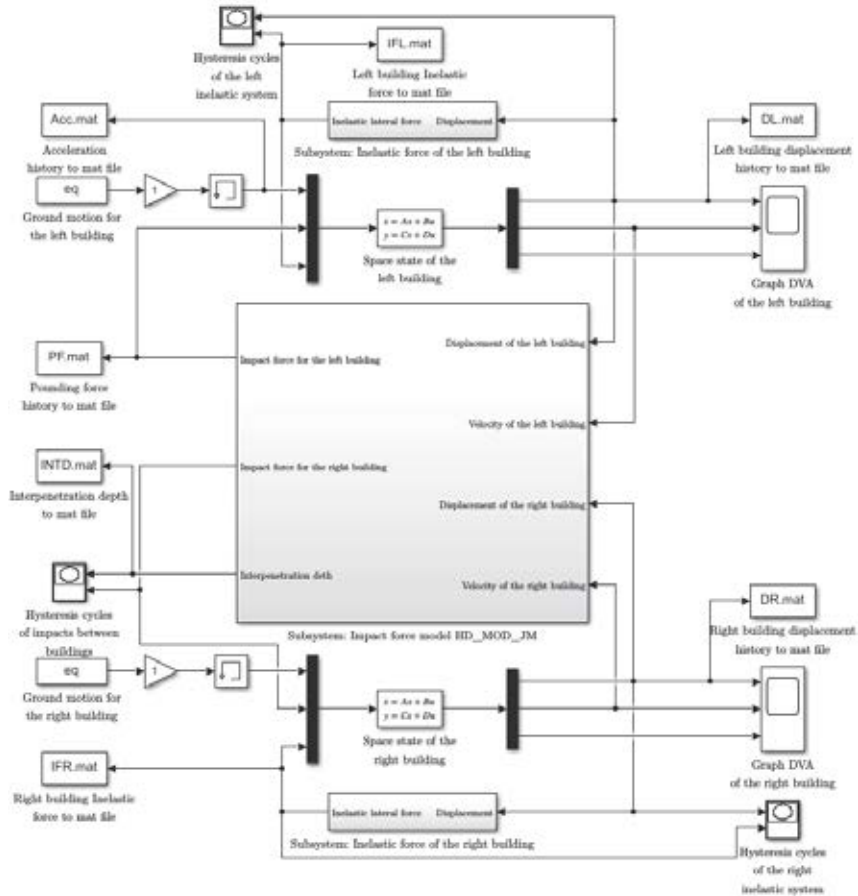 Hysteresis cycles
of the left
inelastic system
IFL.mat
Left building Inelastic
force to mat file
Acc.mat
Acceleration
history to mat file
Inelastic lateral force Displacement
Subsystem: Inelastic force of the left building
DL.mat
Left building displacement
history to mat file
eq
Ground motion for
the left building
1
ẋ = Ax + Bu
y = Cx + Du
Space state of the
left building
Graph DVA
of the left building
Displacement of the left building
PF.mat
Pounding force
history to mat file
Impact force for the left building
Velocity of the left building
INTD.mat
Interpenetration depth
to mat file
Impact force for the right building
Displacement of the right building
Interpenetration deth
Velocity of the right building
Subsystem: Impact force model HD_MOD_JM
Hysteresis cycles
of impacts between
buildings
DR.mat
Right building displacement
history to mat file
eq
Ground motion for
the right building
1
ẋ = Ax + Bu
y = Cx + Du
Space state of the
right building
Graph DVA
of the right building
IFR.mat
Right building Inelastic
force to mat file
Inelastic lateral force Displacement
Subsystem: Inelastic force of the right building
Hysteresis cycles
of the right
inelastic system